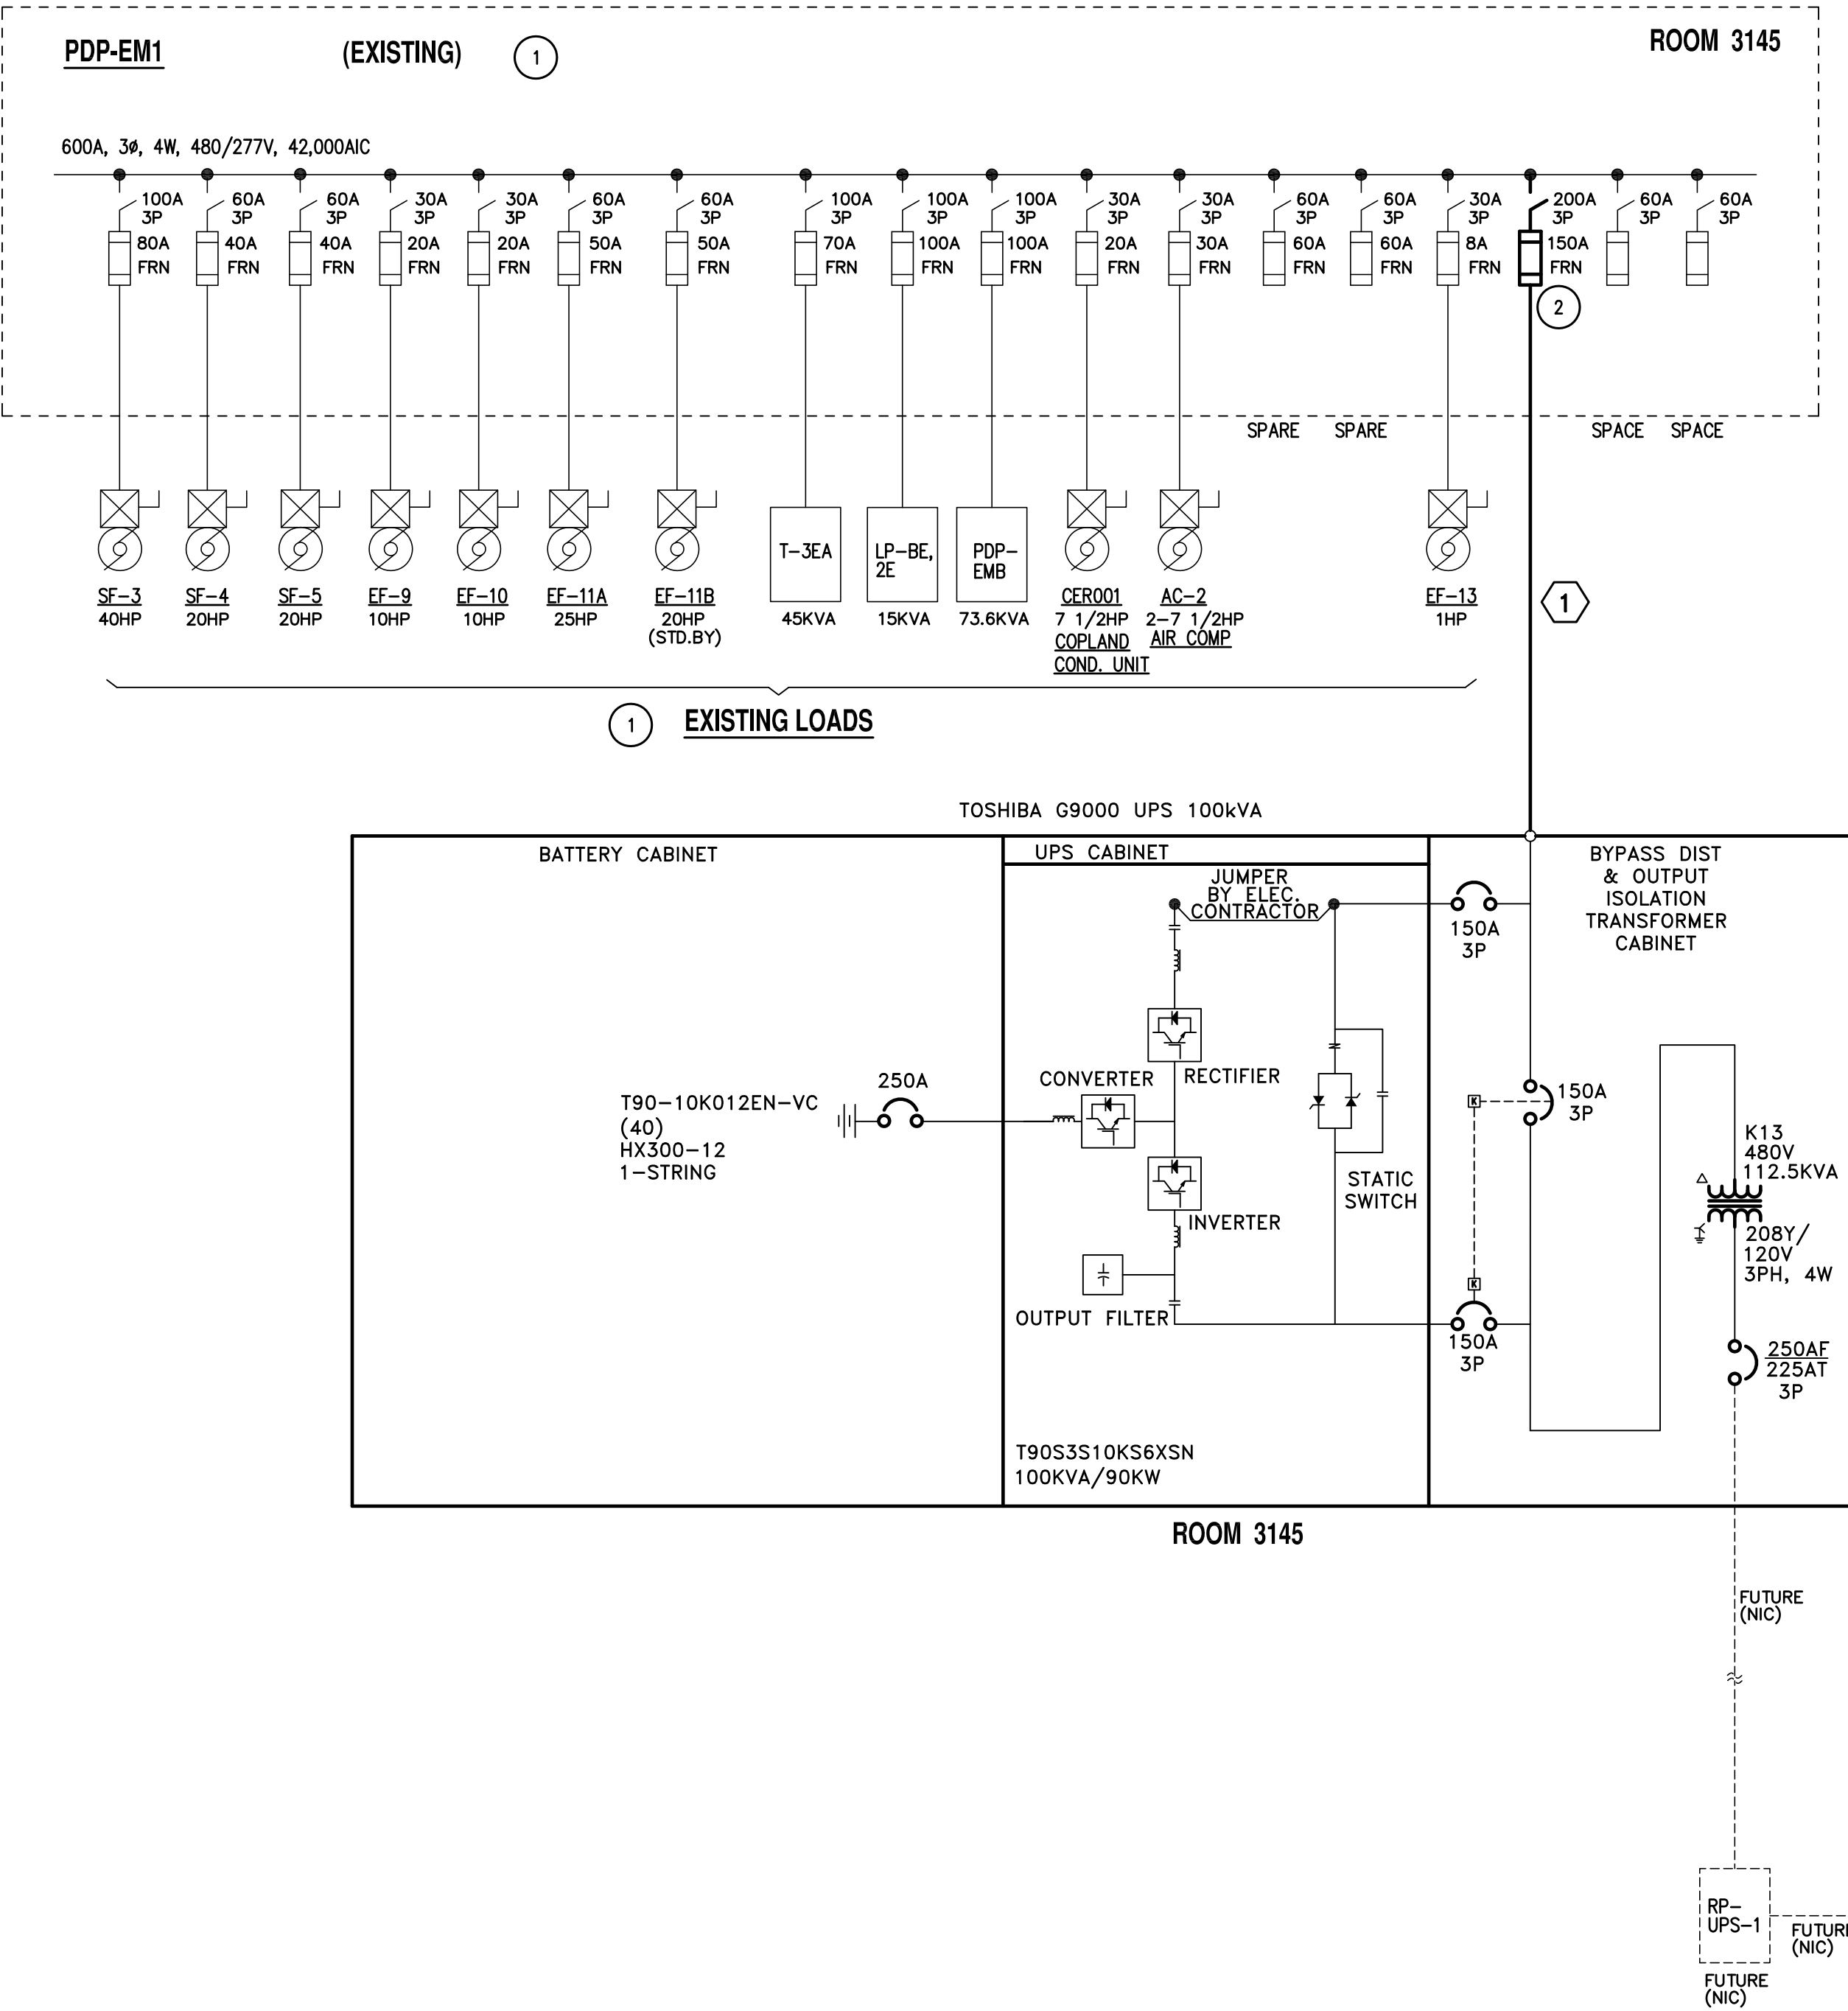 PDP-EM1
(EXISTING)
1
ROOM 3145
600A, 3ø, 4W, 480/277V, 42,000AIC
100A
3P
80A
FRN
60A
3P
40A
FRN
60A
3P
40A
FRN
30A
3P
20A
FRN
30A
3P
20A
FRN
60A
3P
50A
FRN
60A
3P
50A
FRN
100A
3P
70A
FRN
100A
3P
100A
FRN
100A
3P
100A
FRN
30A
3P
20A
FRN
30A
3P
30A
FRN
60A
3P
60A
FRN
60A
3P
60A
FRN
30A
3P
8A
FRN
200A
3P
150A
FRN
2
60A
3P
60A
3P
SPARE
SPARE
SPACE
SPACE
SF-3
40HP
SF-4
20HP
SF-5
20HP
EF-9
10HP
EF-10
10HP
EF-11A
25HP
EF-11B
20HP
(STD.BY)
T-3EA
45KVA
LP-BE,
2E
15KVA
PDP-
EMB
73.6KVA
CER001
7 1/2HP
COPLAND
COND. UNIT
AC-2
2-7 1/2HP
AIR COMP
EF-13
1HP
1
1
EXISTING LOADS
TOSHIBA G9000 UPS 100kVA
BATTERY CABINET
UPS CABINET
JUMPER
BY ELEC.
CONTRACTOR
150A
3P
BYPASS DIST
& OUTPUT
ISOLATION
TRANSFORMER
CABINET
T90-10K012EN-VC
(40)
HX300-12
1-STRING
250A
CONVERTER
RECTIFIER
INVERTER
OUTPUT FILTER
STATIC
SWITCH
K
150A
3P
K
150A
3P
K13
480V
112.5KVA
208Y/
120V
3PH, 4W
250AF
225AT
3P
T90S3S10KS6XSN
100KVA/90KW
ROOM 3145
FUTURE
(NIC)
RP-
UPS-1
FUTURE
(NIC)
FUTURE
(NIC)